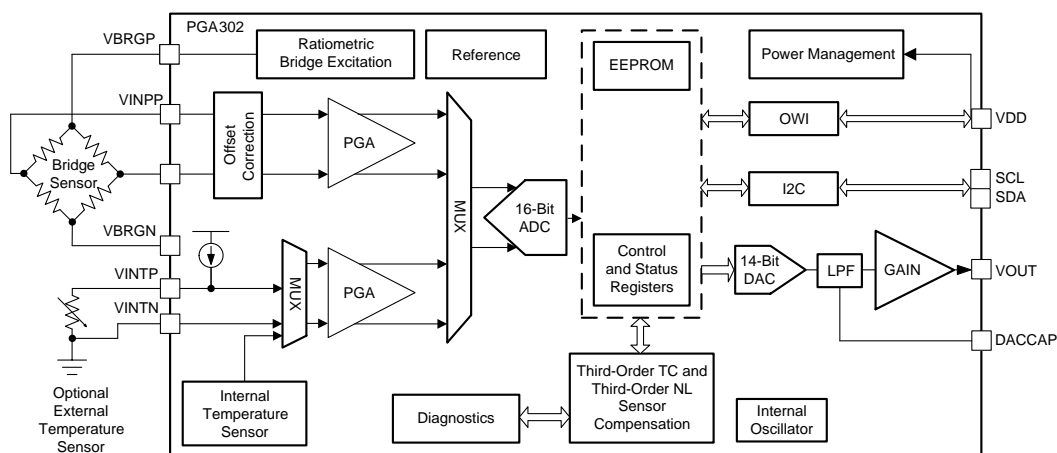 PGA302
VBRGP
Ratiometric
Bridge Excitation
Reference
EEPROM
Power Management
VINPP
Offset
Correction
PGA
OWI
VDD
Bridge
Sensor
MUX
16-Bit
ADC
I2C
SCL
SDA
VBRGN
Control
and Status
Registers
14-Bit
DAC
LPF
GAIN
VOUT
VINTP
MUX
PGA
VINTN
DACCAP
Optional
External
Temperature
Sensor
Internal
Temperature
Sensor
Diagnostics
Third-Order TC and
Third-Order NL
Sensor
Compensation
Internal
Oscillator